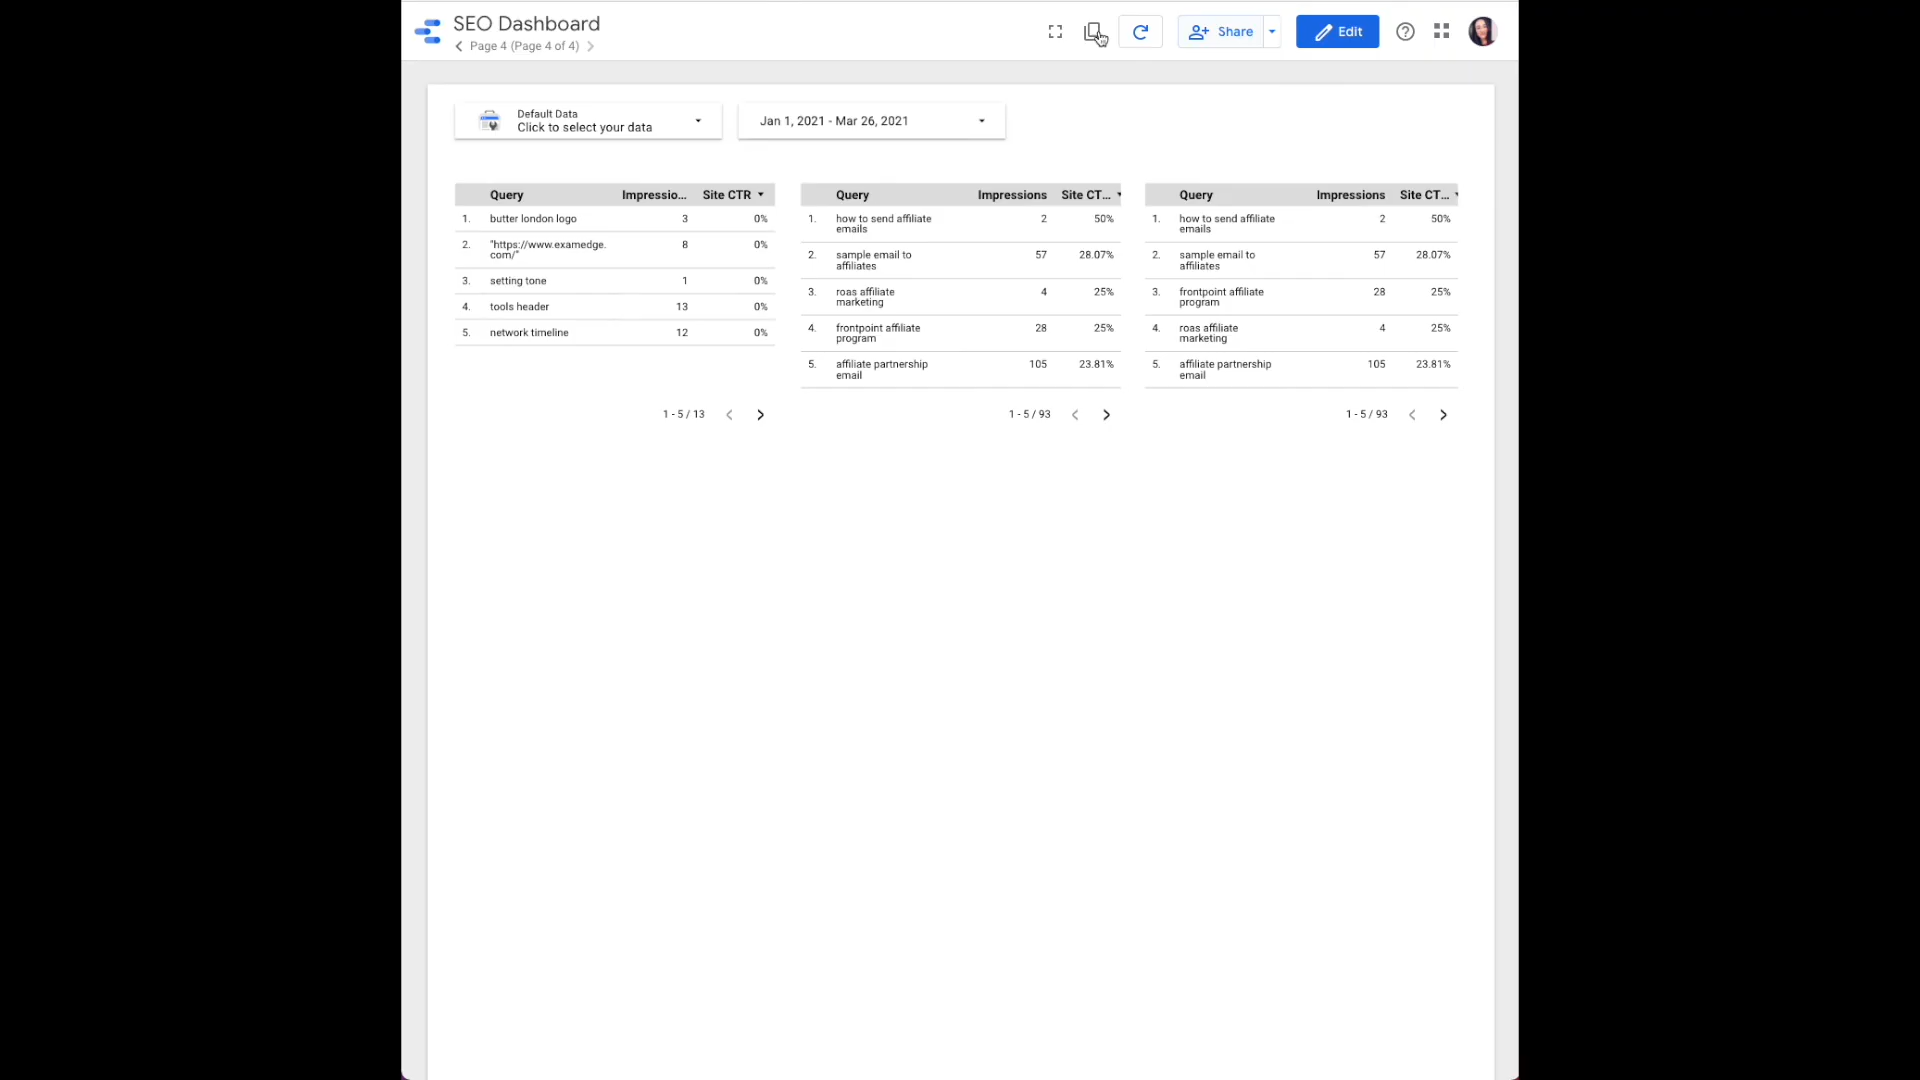 SEO Dashboard
Page 4 (Page 4 of 4)
Share
Edit
Default Data
Click to select your data
Jan 1, 2021 - Mar 26, 2021
Query Impressio... Site CTR
1. butter london logo 3 0%
2. "https://www.examedge.
com/" 8 0%
3. setting tone 1 0%
4. tools header 13 0%
5. network timeline 12 0%
1 - 5 / 13
Query Impressions Site CT...
1. how to send affiliate
emails 2 50%
2. sample email to
affiliates 57 28.07%
3. roas affiliate
marketing 4 25%
4. frontpoint affiliate
program 28 25%
5. affiliate partnership
email 105 23.81%
1 - 5 / 93
Query Impressions Site CT...
1. how to send affiliate
emails 2 50%
2. sample email to
affiliates 57 28.07%
3. frontpoint affiliate
program 28 25%
4. roas affiliate
marketing 4 25%
5. affiliate partnership
email 105 23.81%
1 - 5 / 93